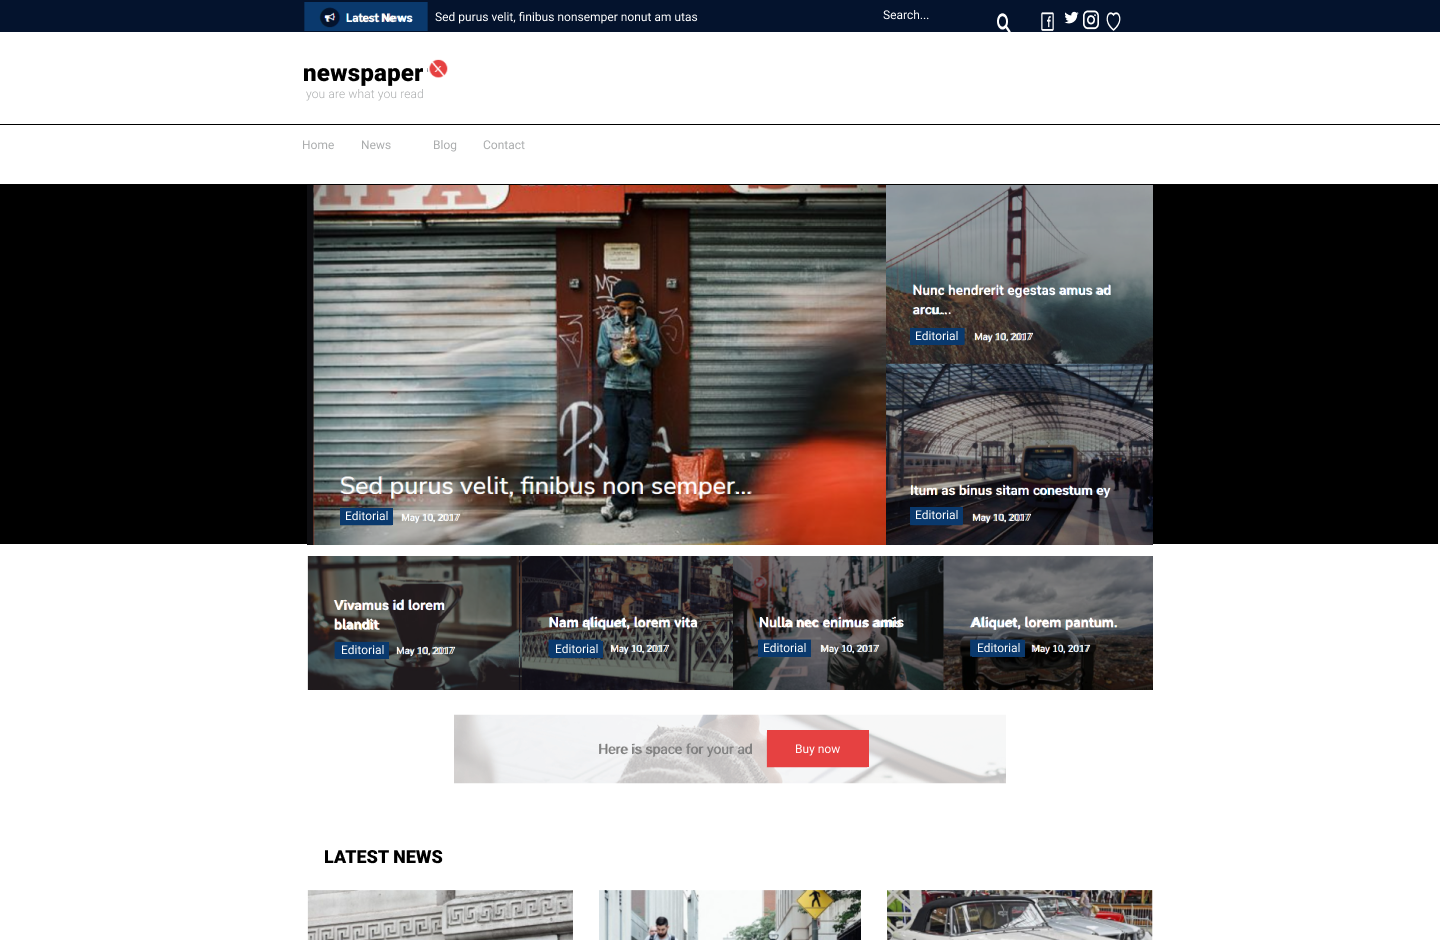 Latest News
Sed purus velit, finibus nonsemper nonut am utas
Search...
newspaper
you are what you read
Home
News
Blog
Contact
Nunc hendrerit egestas amus ad
arcu...
Editorial
May 10, 2017
Sed purus velit, finibus non semper...
Editorial
May 10, 2017
Itum as binus sitam conestum ey
Editorial
May 10, 2017
Vivamus id lorem
blandit
Editorial
May 10, 2017
Nam qliquet, lorem vita
Editorial
May 10, 2017
Nulla nec enimus amis
Editorial
May 10, 2017
Aliquet, lorem pantum.
Editorial
May 10, 2017
Here is space for your ad
Buy now
LATEST NEWS